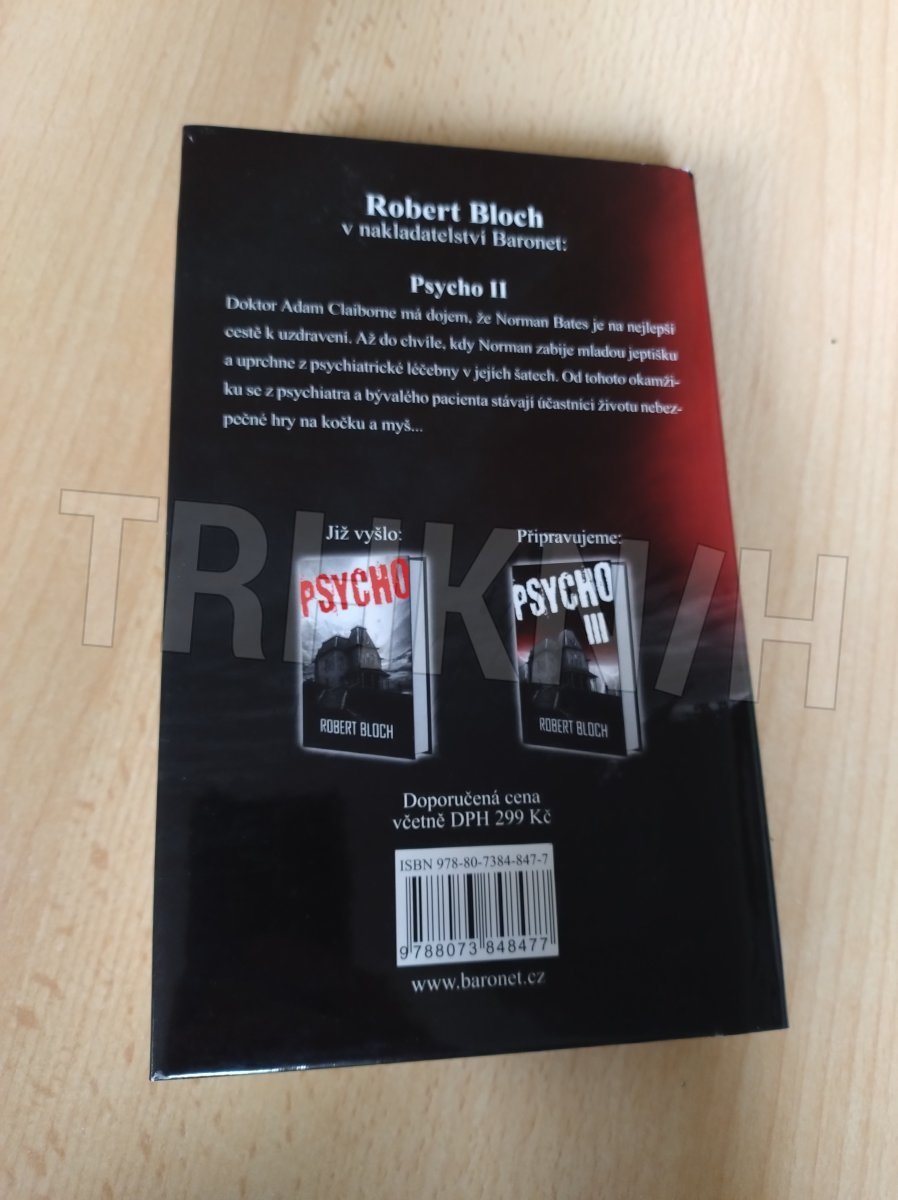 Robert Bloch
v nakladatelství Baronet:
Psycho II
Doktor Adam Claiborne má dojem, že Norman Bates je na nejlepší
cestě k uzdravení. Až do chvíle, kdy Norman zabije mladou jeptišku
a uprchne z psychiatrické léčebny v jejích šatech. Od tohoto okamži-
ku se z psychiatra a bývalého pacienta stávají účastníci životu nebez-
pečné hry na kočku a myš...
Již vyšlo:
Připravujeme:
PSYCHO
ROBERT BLOCH
PSYCHO
III
ROBERT BLOCH
TRHKNIH
Doporučená cena
včetně DPH 299 Kč
ISBN 978-80-7384-847-7
9 788073 848477
www.baronet.cz